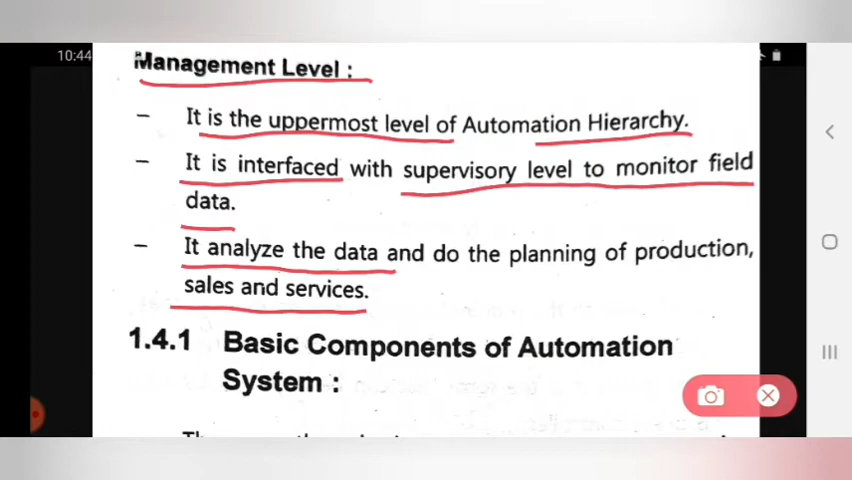 10:44
Management Level :
– It is the uppermost level of Automation Hierarchy.
– It is interfaced with supervisory level to monitor field
data.
– It analyze the data and do the planning of production,
sales and services.
1.4.1 Basic Components of Automation
System :